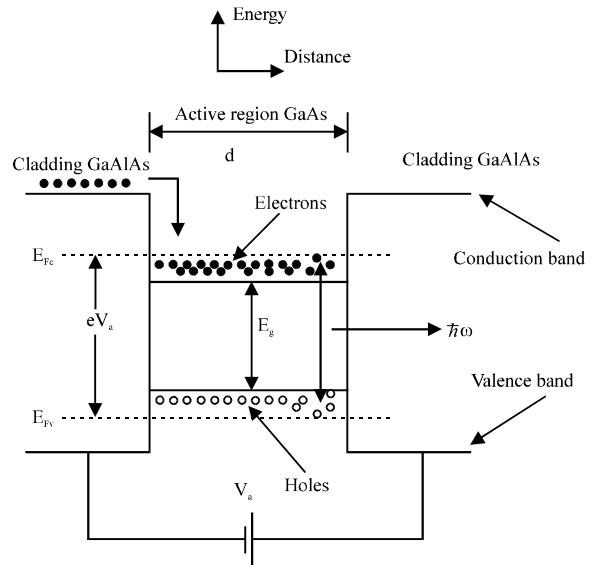 Energy
Distance
Active region GaAs
d
Cladding GaAlAs
Cladding GaAlAs
Electrons
E_Fc
Conduction band
eV_a
E_g
ℏω
Valence band
E_Fv
Holes
V_a